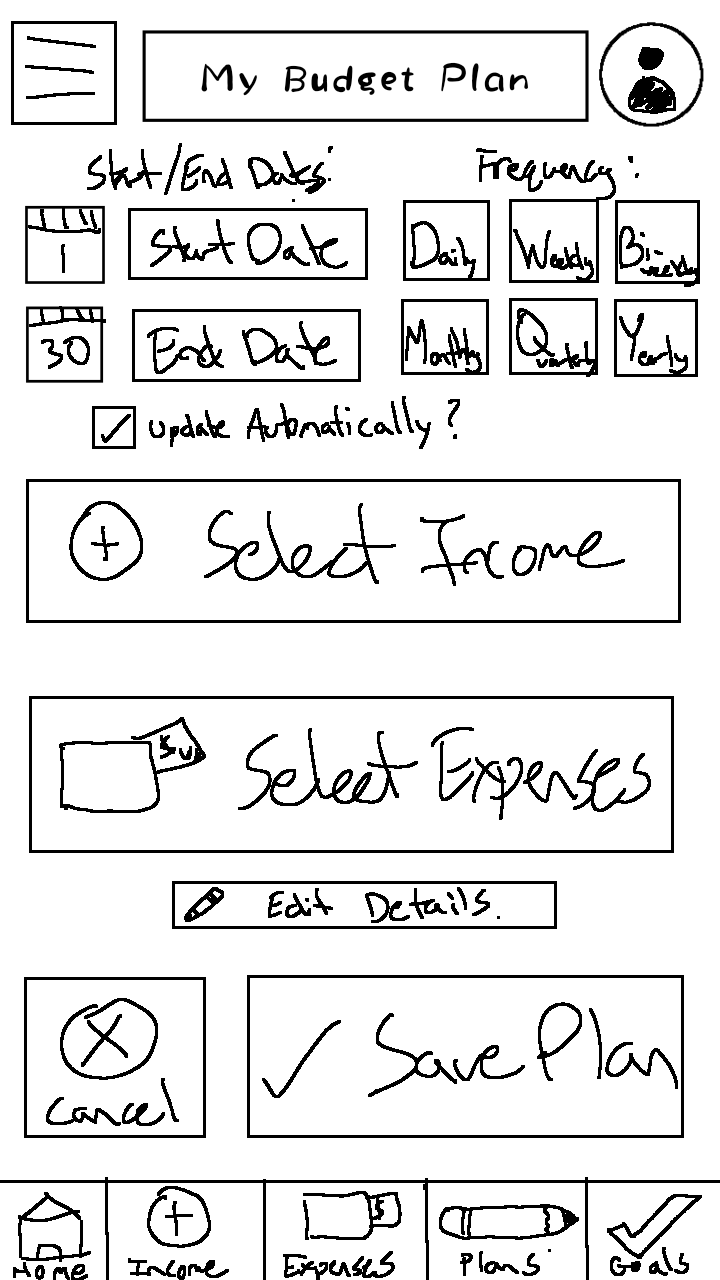 My Budget Plan
Start/End Dates: Frequency:
1 Start Date Daily Weekly Bi-weekly
30 End Date Monthly Quarterly Yearly
update Automatically?
Select Income
$ Select Expenses
Edit Details.
cancel Save Plan
$
Home Income Expenses Plans Goals